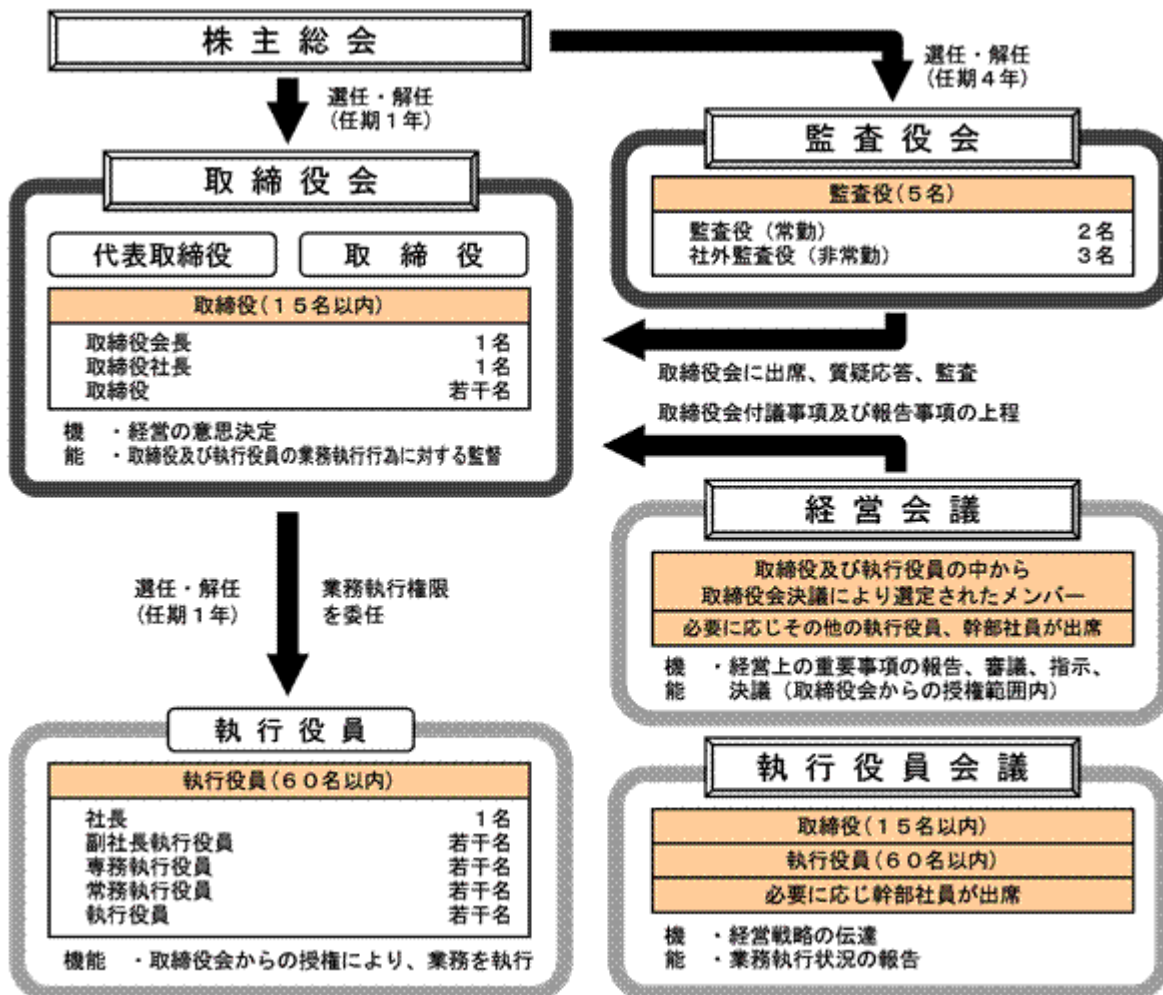 株主総会
選任・解任
(任期1年)
取締役会
代表取締役
取締役
取締役(15名以内)
取締役会長 1名
取締役社長 1名
取締役 若干名
機能
・経営の意思決定
・取締役及び執行役員の業務執行行為に対する監督
選任・解任
(任期4年)
監査役会
監査役(5名)
監査役(常勤) 2名
社外監査役(非常勤) 3名
取締役会に出席、質疑応答、監査
取締役会付議事項及び報告事項の上程
経営会議
取締役及び執行役員の中から
取締役会決議により選定されたメンバー
必要に応じその他の執行役員、幹部社員が出席
機能
・経営上の重要事項の報告、審議、指示、
決議(取締役会からの授権範囲内)
選任・解任
(任期1年)
業務執行権限
を委任
執行役員
執行役員(60名以内)
社長 1名
副社長執行役員 若干名
専務執行役員 若干名
常務執行役員 若干名
執行役員 若干名
機能 ・取締役会からの授権により、業務を執行
執行役員会議
取締役(15名以内)
執行役員(60名以内)
必要に応じ幹部社員が出席
機能
・経営戦略の伝達
・業務執行状況の報告